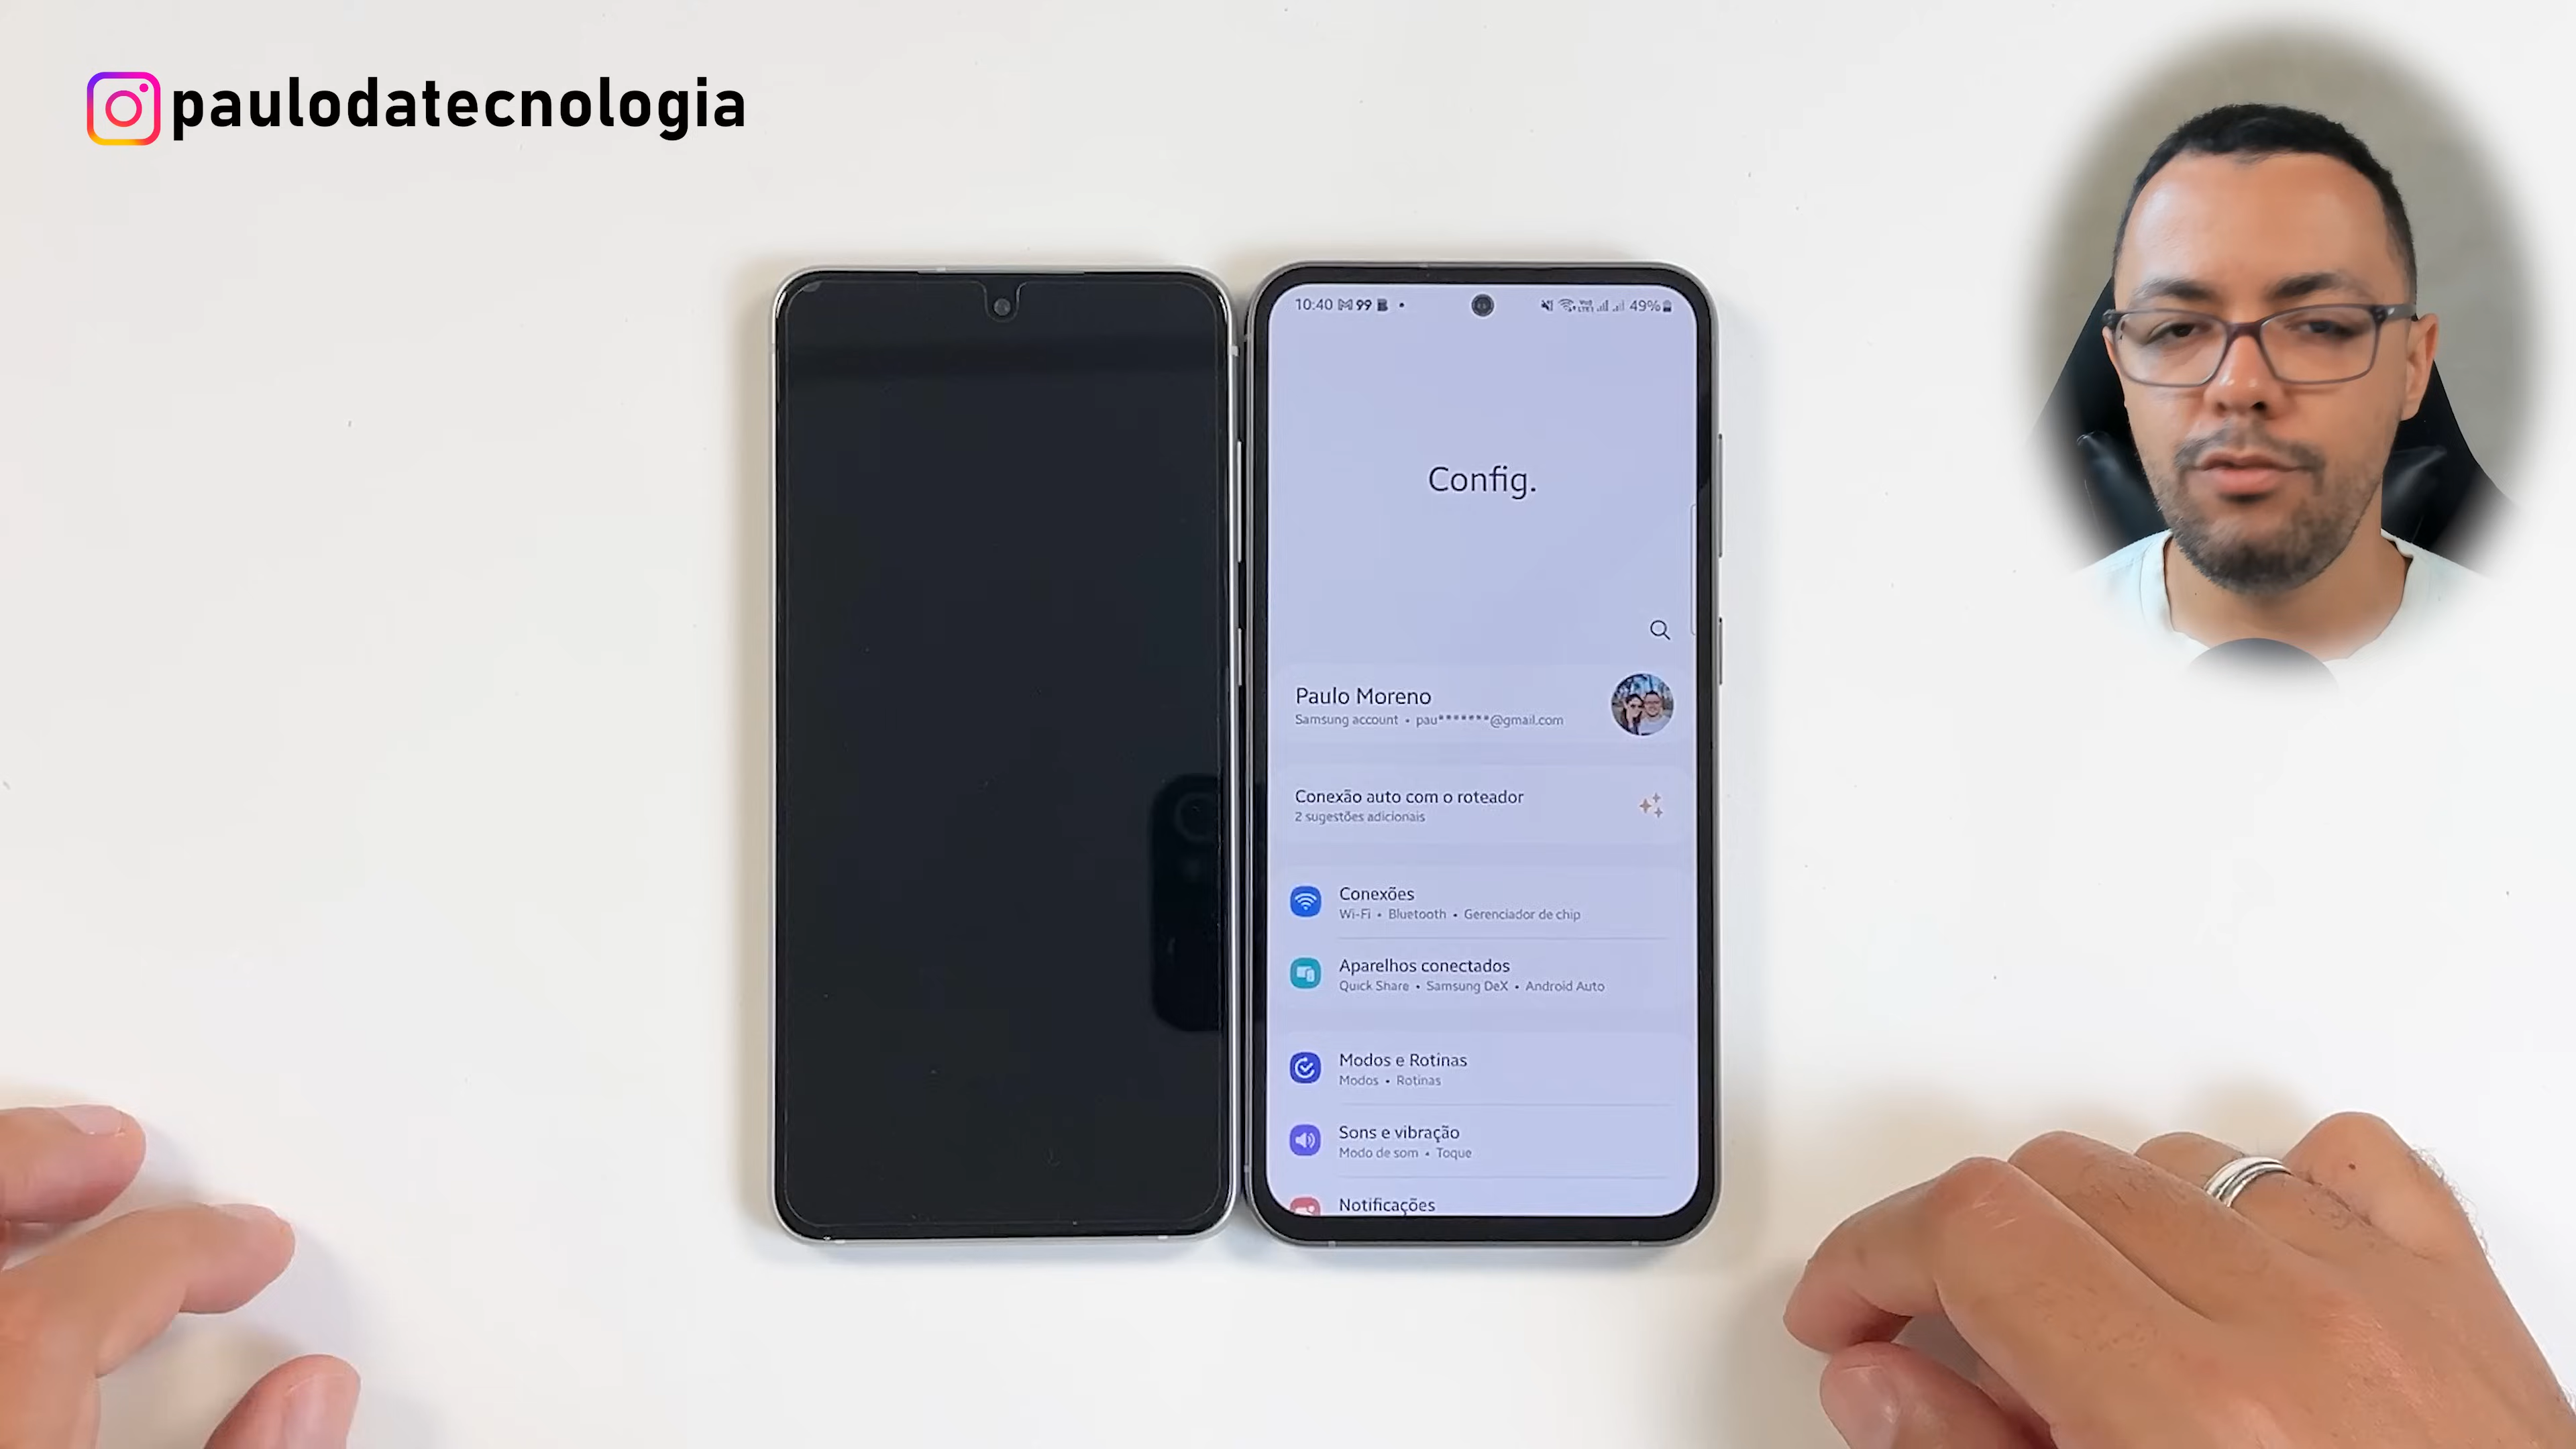 paulodatecnologia
10:40 99
49%
Config.
Paulo Moreno
Samsung account • pau*******@gmail.com
Conexão auto com o roteador
2 sugestões adicionais
Conexões
Wi-Fi • Bluetooth • Gerenciador de chip
Aparelhos conectados
Quick Share • Samsung DeX • Android Auto
Modos e Rotinas
Modos • Rotinas
Sons e vibração
Modo de som • Toque
Notificações